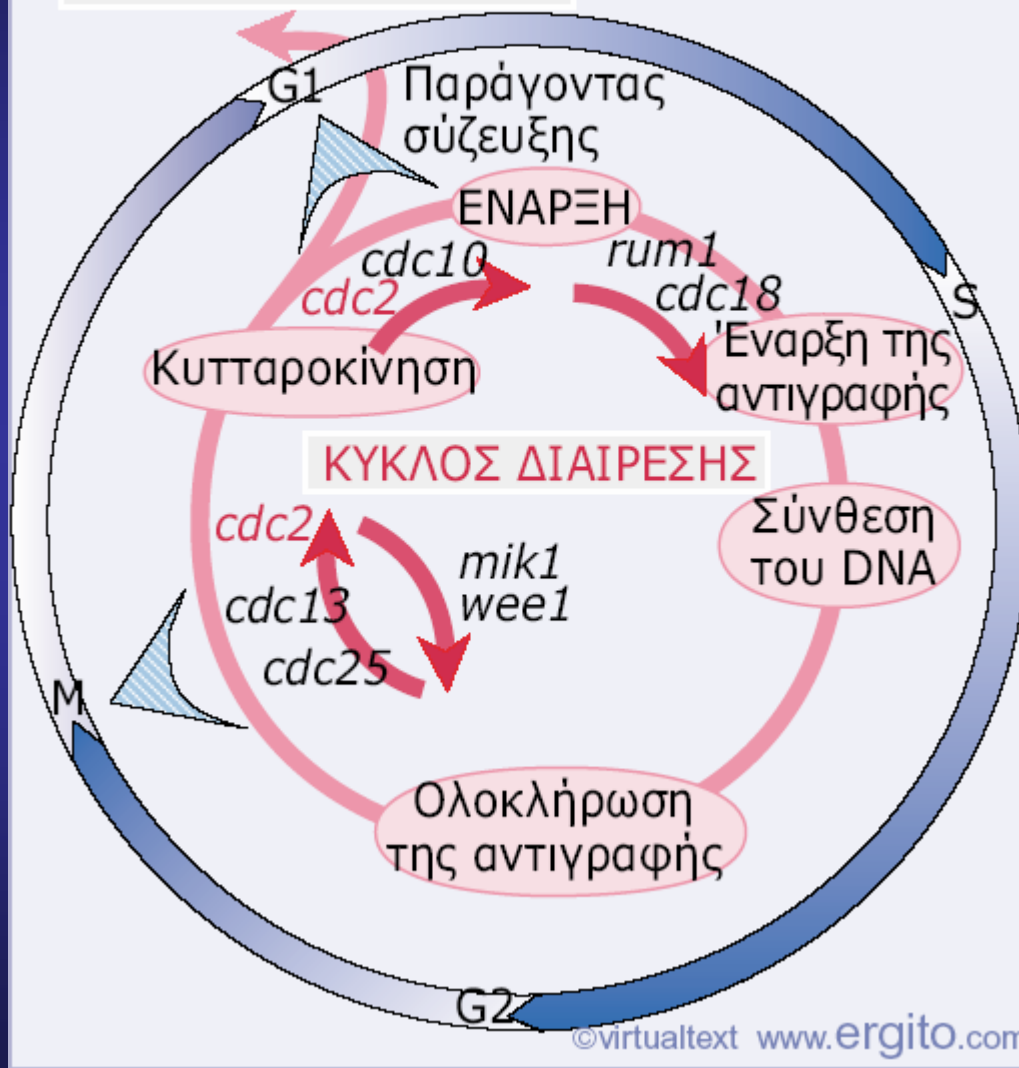 G1
Παράγοντας
σύζευξης
ΕΝΑΡΞΗ
cdc10
cdc2
rum1
cdc18
S
Κυτταροκίνηση
Έναρξη της
αντιγραφής
ΚΥΚΛΟΣ ΔΙΑΙΡΕΣΗΣ
cdc2
mik1
wee1
Σύνθεση
του DNA
cdc13
cdc25
M
Ολοκλήρωση
της αντιγραφής
G2
©virtualtext www.ergito.com